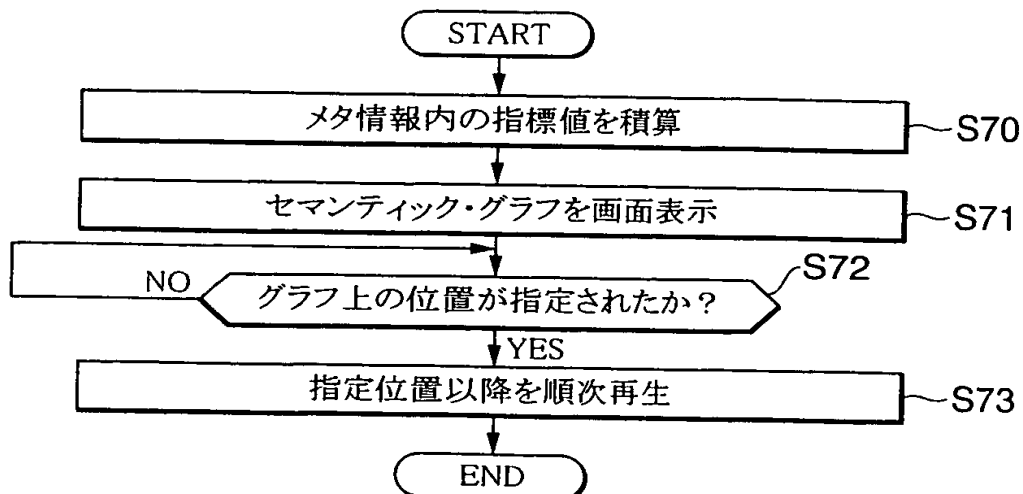 START
メタ情報内の指標値を積算
S70
セマンティック・グラフを画面表示
S71
S72
NO
グラフ上の位置が指定されたか?
YES
指定位置以降を順次再生
S73
END